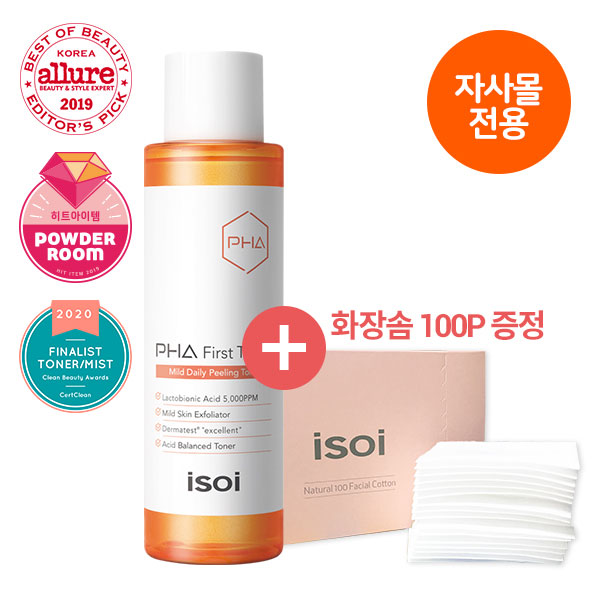 BEST OF BEAUTY
KOREA
allure
BEAUTY & STYLE EXPERT
2019
EDITOR'S PICK
자사몰
전용
히트아이템
POWDER
ROOM
HIT ITEM 2019
PHA
2020
FINALIST
TONER/MIST
Clean Beauty Awards
CertClean
화장솜 100P 증정
PHA First T
Mild Daily Peeling To
Lactobionic Acid 5,000PPM
Mild Skin Exfoliator
Dermatest® "excellent"
Acid Balanced Toner
isoi
isoi
Natural 100 Facial Cotton